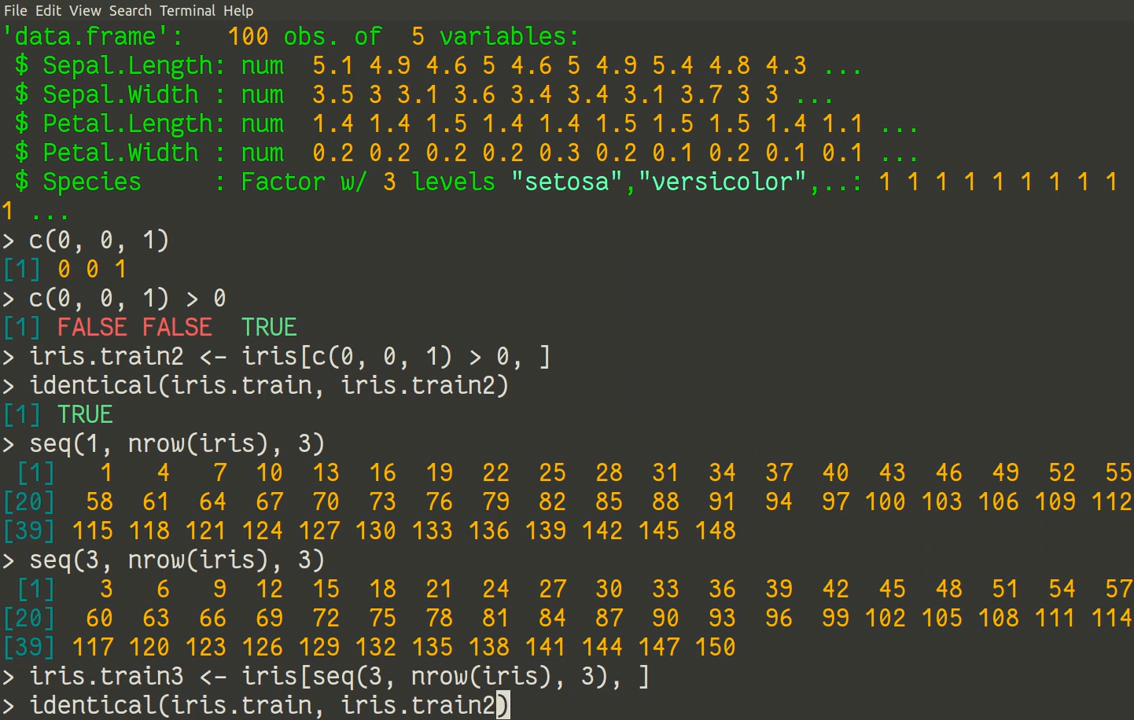 File Edit View Search Terminal Help
'data.frame':   100 obs. of  5 variables:
 $ Sepal.Length: num  5.1 4.9 4.6 5 4.6 5 4.9 5.4 4.8 4.3 ...
 $ Sepal.Width : num  3.5 3 3.1 3.6 3.4 3.4 3.1 3.7 3 3 ...
 $ Petal.Length: num  1.4 1.4 1.5 1.4 1.4 1.5 1.5 1.5 1.4 1.1 ...
 $ Petal.Width : num  0.2 0.2 0.2 0.2 0.3 0.2 0.1 0.2 0.1 0.1 ...
 $ Species     : Factor w/ 3 levels "setosa","versicolor",..: 1 1 1 1 1 1 1 1 1
1 ...
> c(0, 0, 1)
[1] 0 0 1
> c(0, 0, 1) > 0
[1] FALSE FALSE  TRUE
> iris.train2 <- iris[c(0, 0, 1) > 0, ]
> identical(iris.train, iris.train2)
[1] TRUE
> seq(1, nrow(iris), 3)
 [1]   1   4   7  10  13  16  19  22  25  28  31  34  37  40  43  46  49  52  55
[20]  58  61  64  67  70  73  76  79  82  85  88  91  94  97 100 103 106 109 112
[39] 115 118 121 124 127 130 133 136 139 142 145 148
> seq(3, nrow(iris), 3)
 [1]   3   6   9  12  15  18  21  24  27  30  33  36  39  42  45  48  51  54  57
[20]  60  63  66  69  72  75  78  81  84  87  90  93  96  99 102 105 108 111 114
[39] 117 120 123 126 129 132 135 138 141 144 147 150
> iris.train3 <- iris[seq(3, nrow(iris), 3), ]
> identical(iris.train, iris.train2)